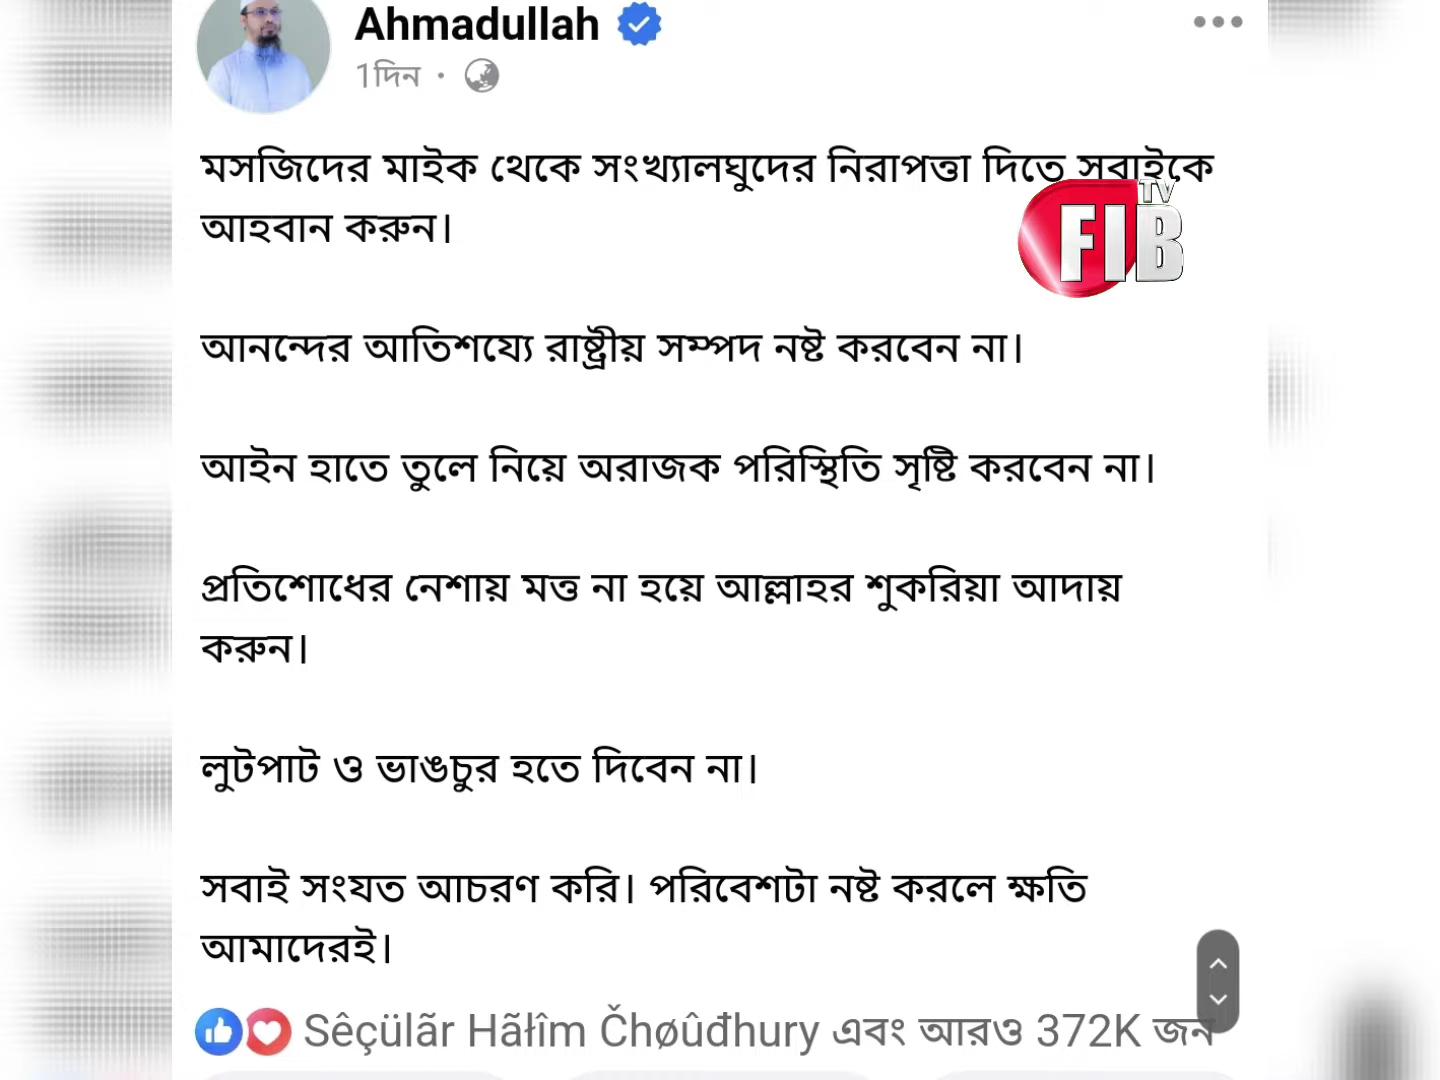 Ahmadullah
1দিন ·
মসজিদের মাইক থেকে সংখ্যালঘুদের নিরাপত্তা দিতে সবাইকে
আহবান করুন।
TV
FIB
আনন্দের আতিশয্যে রাষ্ট্রীয় সম্পদ নষ্ট করবেন না।
আইন হাতে তুলে নিয়ে অরাজক পরিস্থিতি সৃষ্টি করবেন না।
প্রতিশোধের নেশায় মত্ত না হয়ে আল্লাহর শুকরিয়া আদায়
করুন।
লুটপাট ও ভাঙচুর হতে দিবেন না।
সবাই সংযত আচরণ করি। পরিবেশটা নষ্ট করলে ক্ষতি
আমাদেরই।
Sêçülãr Hãłîm Čhøûđhury এবং আরও 372K জন